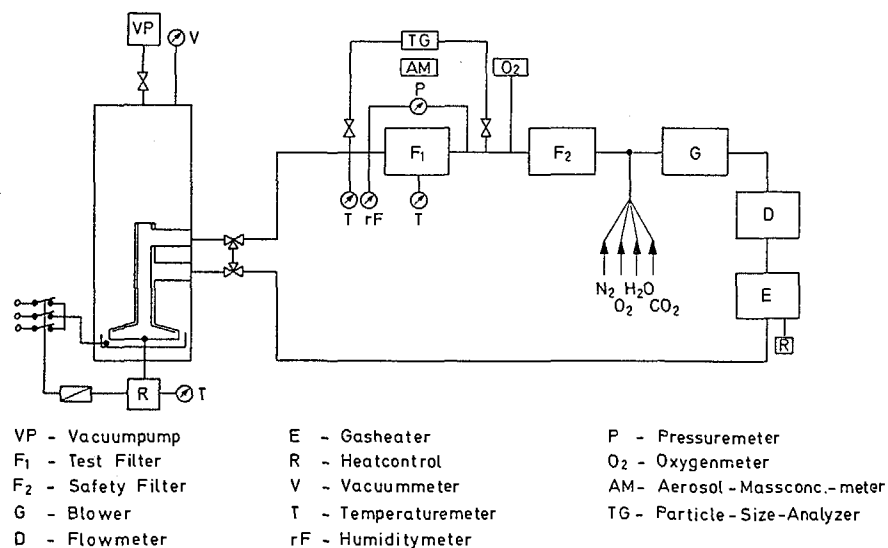 VP
V
TG
AM
O₂
P
F₁
F₂
G
T
rF
T
D
N₂
H₂O
O₂
CO₂
E
R
R
T
VP - Vacuumpump
F₁ - Test Filter
F₂ - Safety Filter
G - Blower
D - Flowmeter
E - Gasheater
R - Heatcontrol
V - Vacuummeter
T - Temperaturemeter
rF - Humiditymeter
P - Pressuremeter
O₂ - Oxygenmeter
AM- Aerosol-Massconc.-meter
TG - Particle-Size-Analyzer